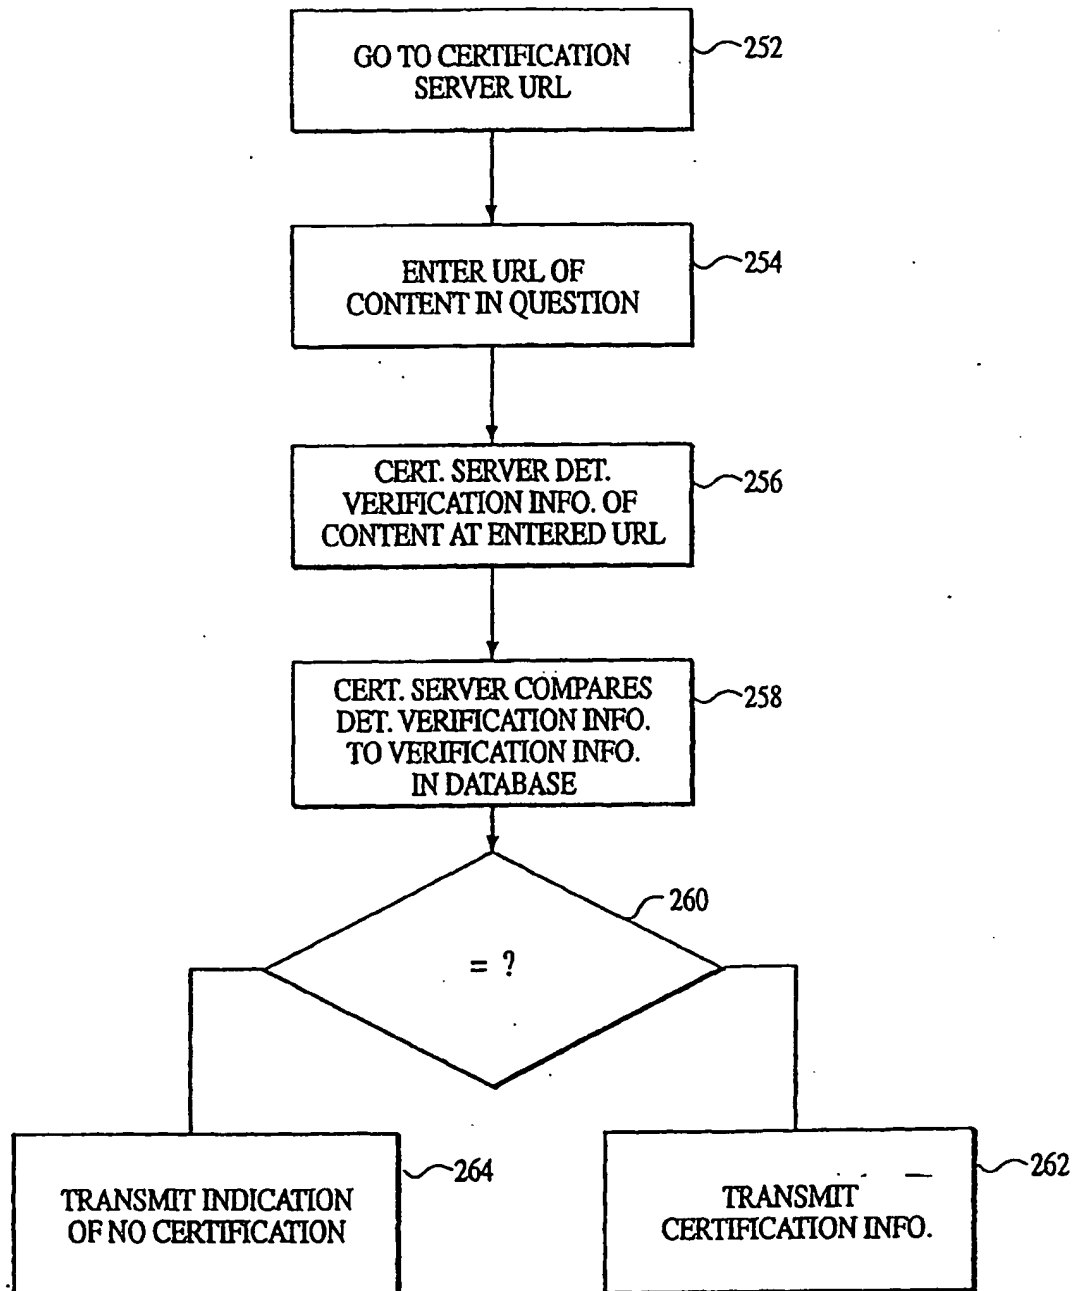 GO TO CERTIFICATION
SERVER URL
252
ENTER URL OF
CONTENT IN QUESTION
254
CERT. SERVER DET.
VERIFICATION INFO. OF
CONTENT AT ENTERED URL
256
CERT. SERVER COMPARES
DET. VERIFICATION INFO.
TO VERIFICATION INFO.
IN DATABASE
258
260
= ?
TRANSMIT INDICATION
OF NO CERTIFICATION
264
TRANSMIT
CERTIFICATION INFO.
262